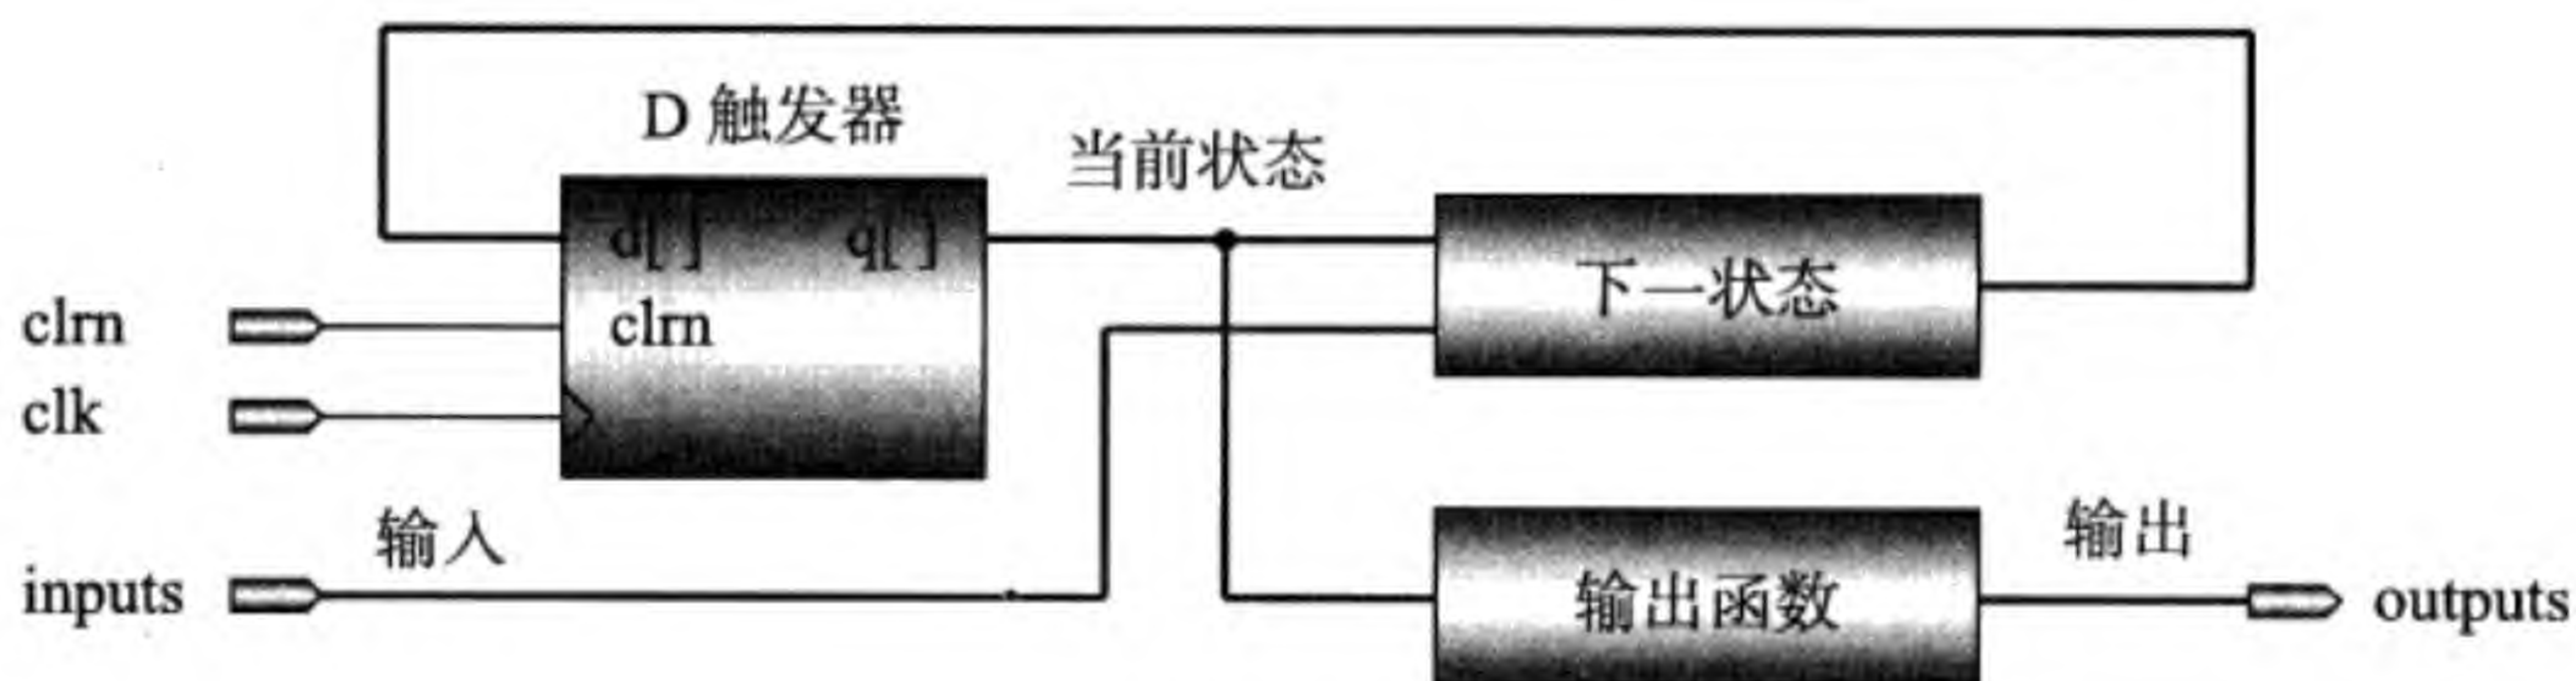 D 触发器
当前状态
d[ ] q[ ]
下一状态
clrn
clrn
clk
输入
输出
inputs
输出函数
outputs